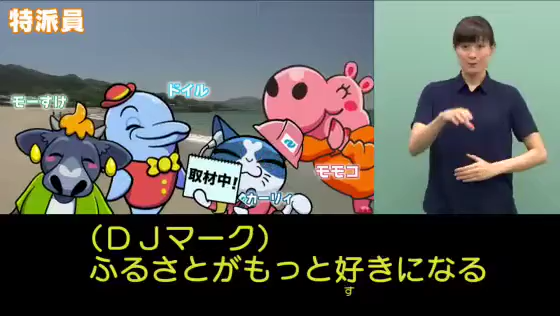 特派員
モーすけ
ドイル
取材中!
カーリィ
モモコ
(DJマーク)
ふるさとがもっと好きになる
す